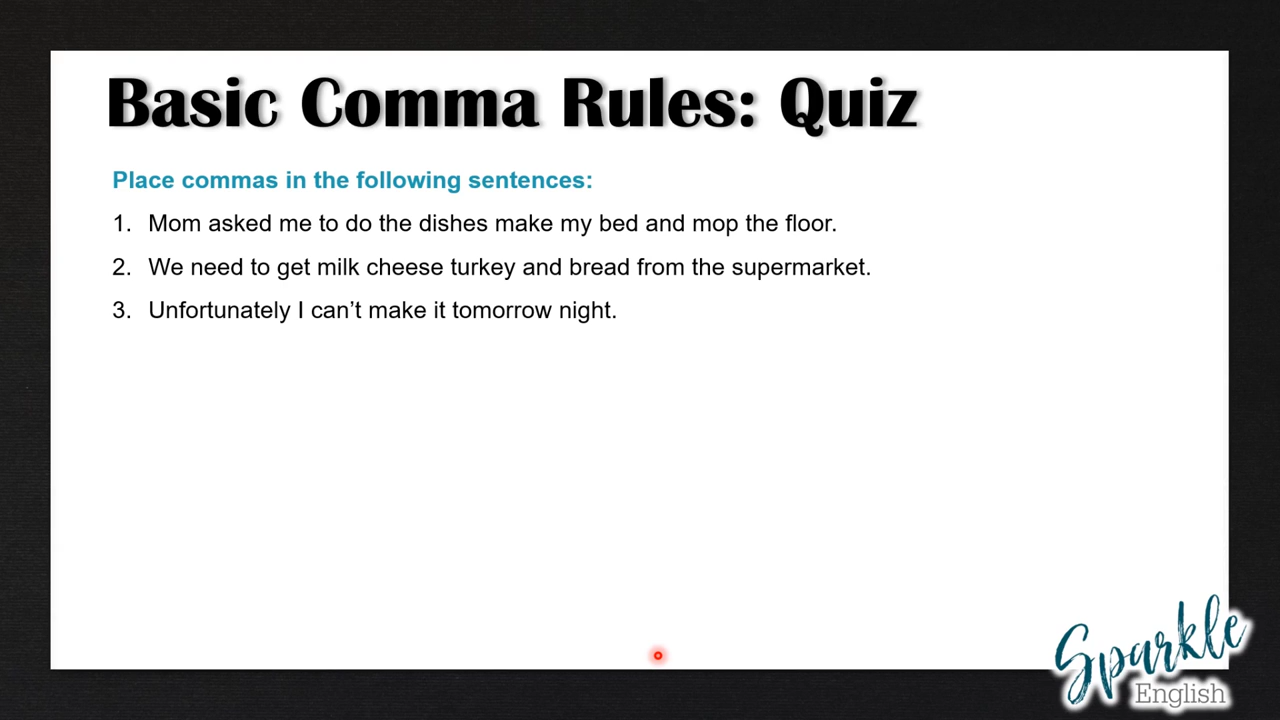 Basic Comma Rules: Quiz
Place commas in the following sentences:
1. Mom asked me to do the dishes make my bed and mop the floor.
2. We need to get milk cheese turkey and bread from the supermarket.
3. Unfortunately I can’t make it tomorrow night.
Sparkle
English